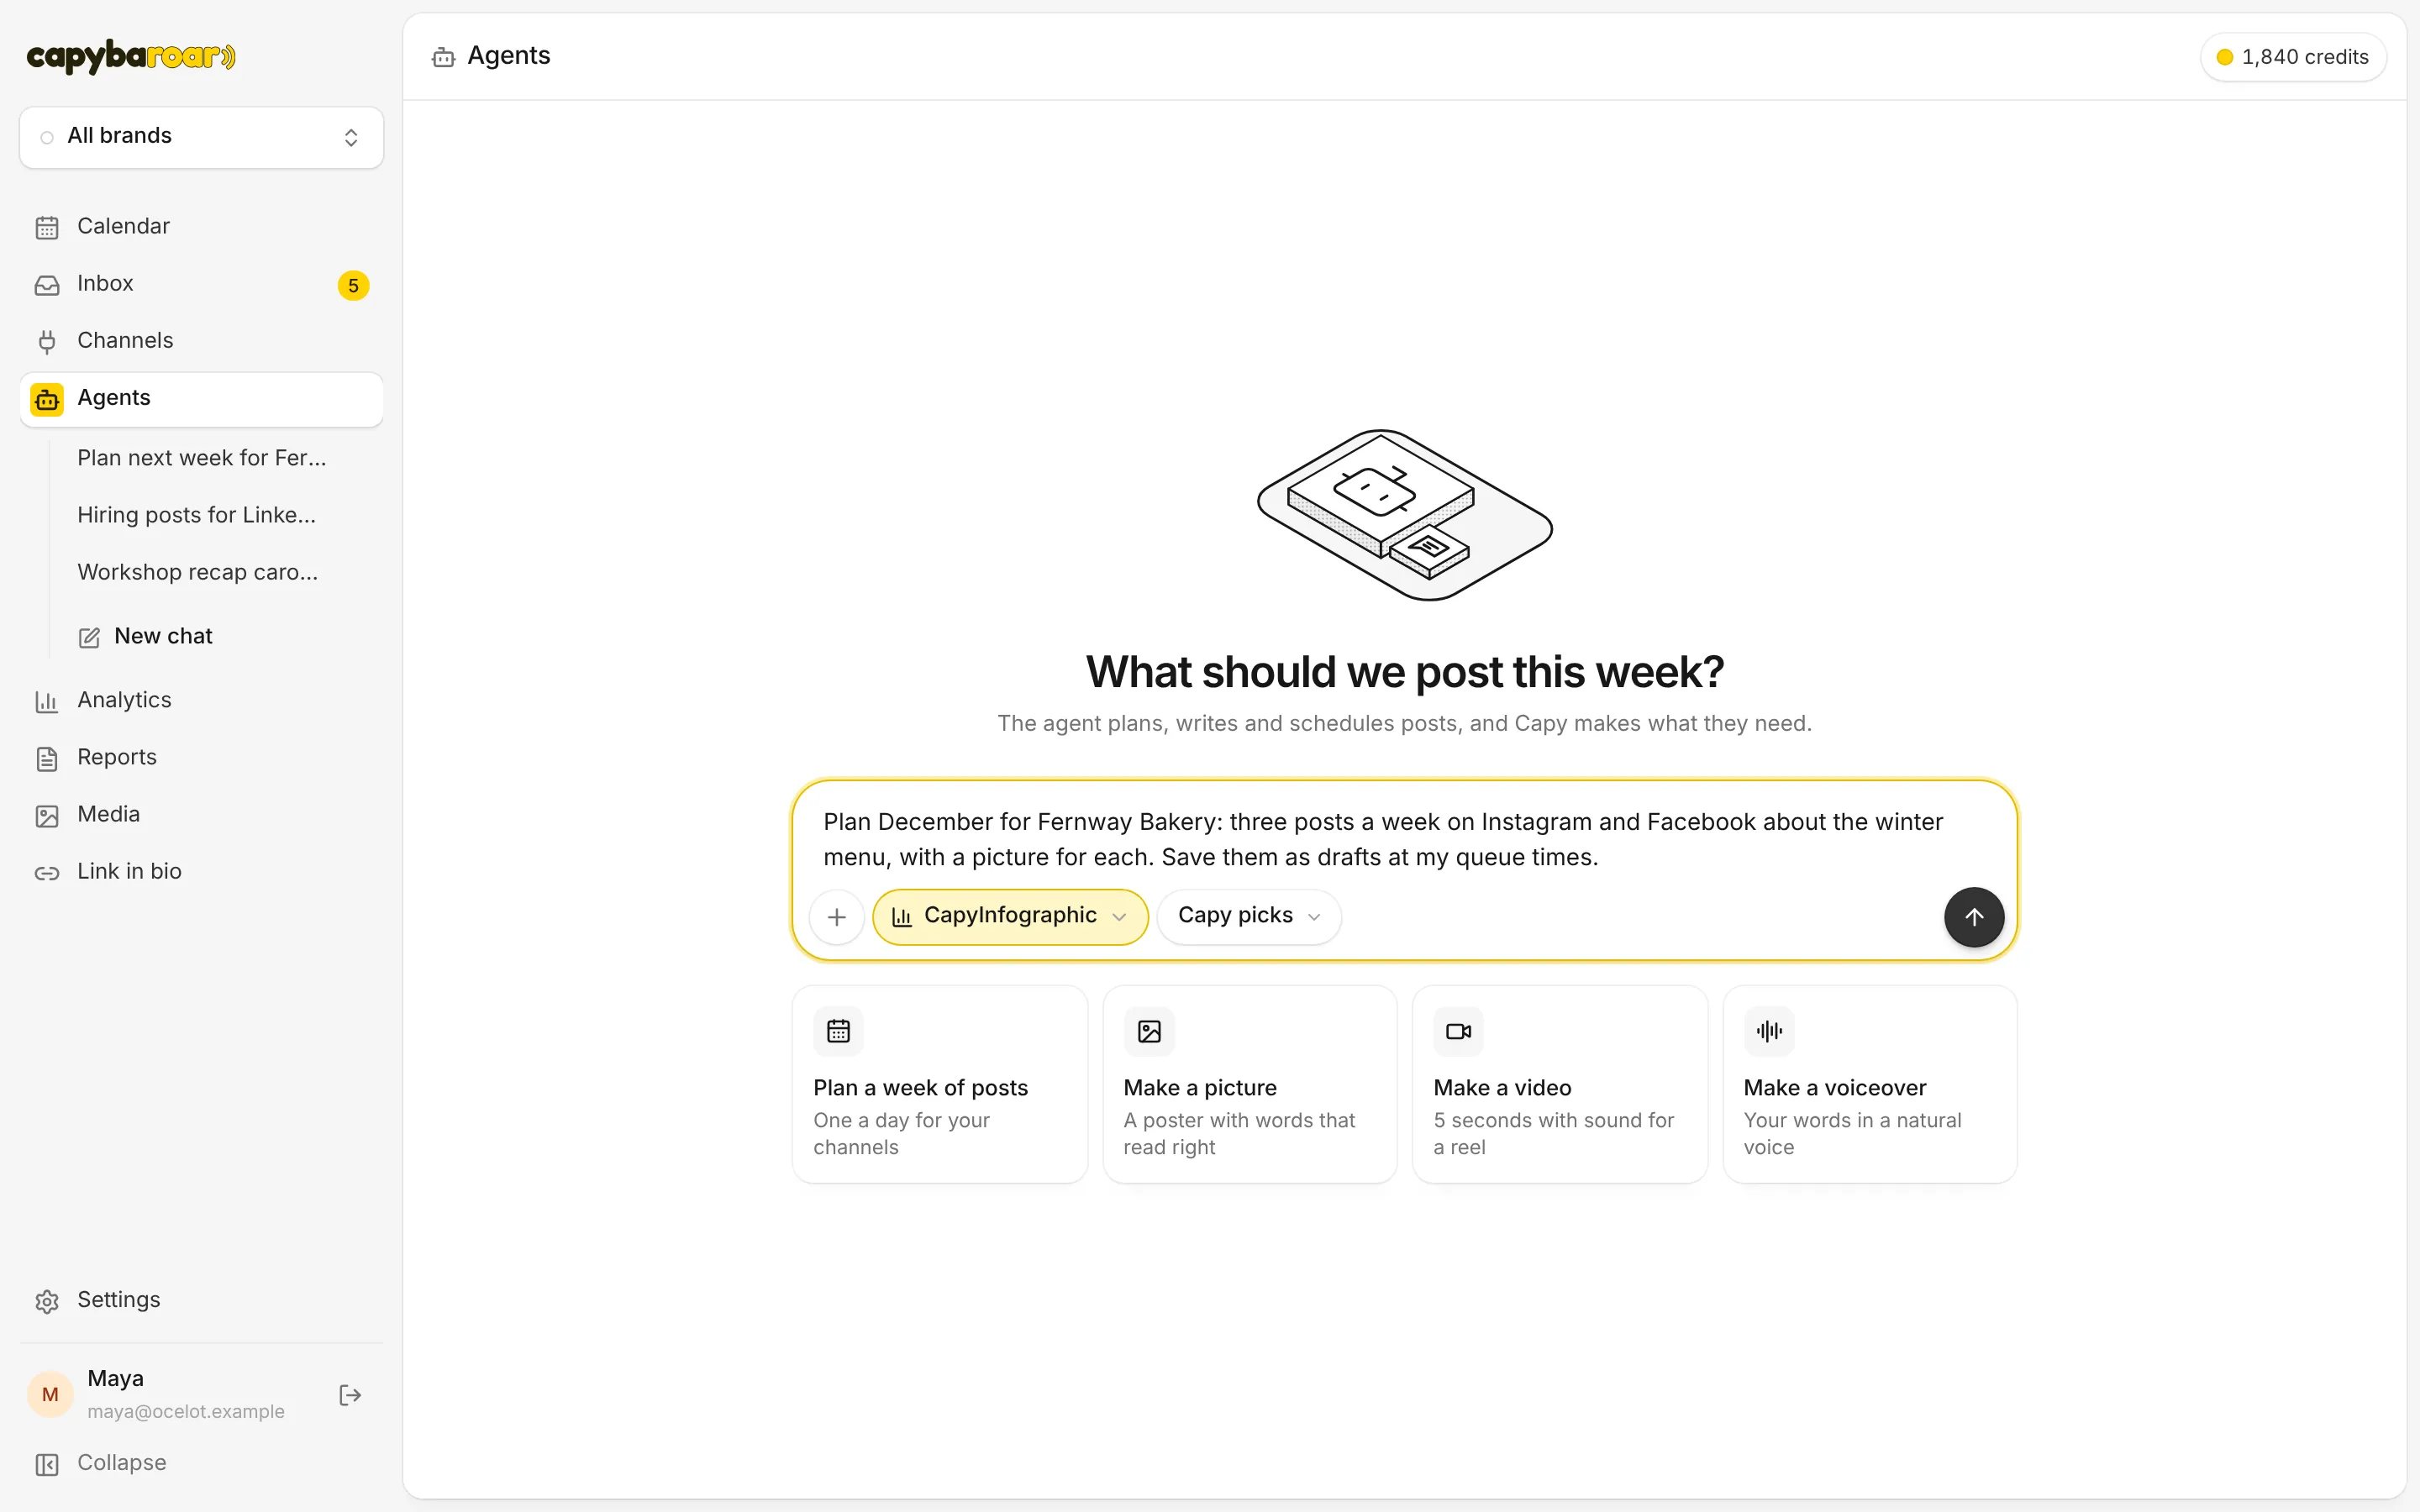 capybaroar
All brands
Calendar
Inbox
5
Channels
Agents
Plan next week for Fer...
Hiring posts for Linke...
Workshop recap caro...
New chat
Analytics
Reports
Media
Link in bio
Settings
M
Maya
maya@ocelot.example
Collapse
Agents
1,840 credits
What should we post this week?
The agent plans, writes and schedules posts, and Capy makes what they need.
Plan December for Fernway Bakery: three posts a week on Instagram and Facebook about the winter
menu, with a picture for each. Save them as drafts at my queue times.
CapyInfographic
Capy picks
Plan a week of posts
One a day for your
channels
Make a picture
A poster with words that
read right
Make a video
5 seconds with sound for
a reel
Make a voiceover
Your words in a natural
voice